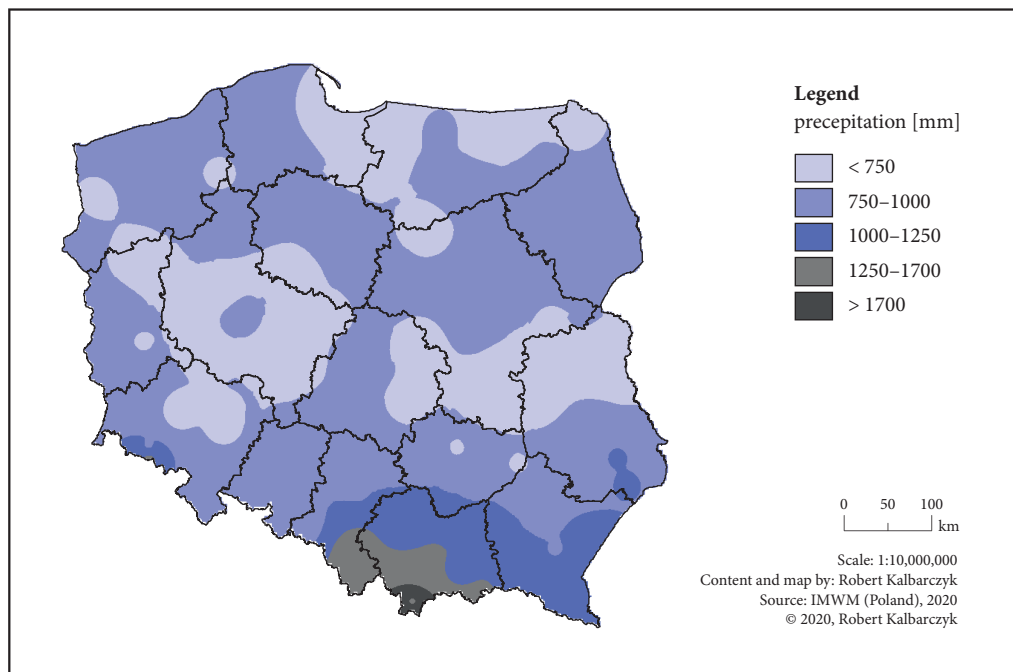 Legend
precepitation [mm]
< 750
750–1000
1000–1250
1250–1700
> 1700
0 50 100
km
Scale: 1:10,000,000
Content and map by: Robert Kalbarczyk
Source: IMWM (Poland), 2020
© 2020, Robert Kalbarczyk